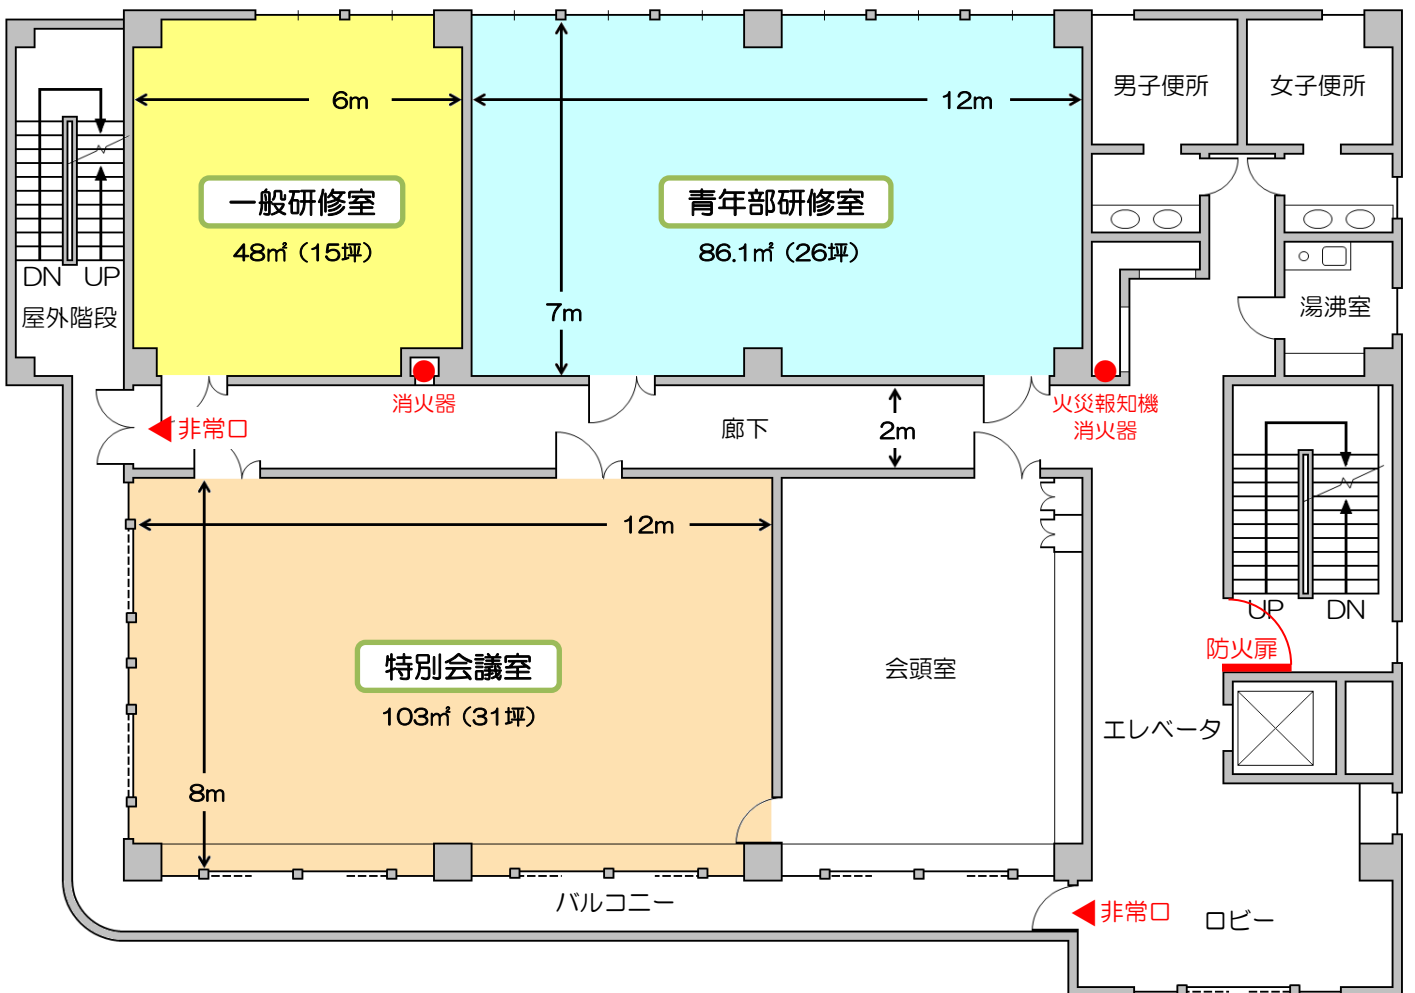 男子便所
女子便所
6m
12m
一般研修室
48㎡（15坪）
青年部研修室
86.1㎡（26坪）
DN UP
屋外階段
7m
湯沸室
消火器
火災報知機
消火器
非常口
廊下
2m
12m
特別会議室
103㎡（31坪）
会頭室
UP DN
防火扉
エレベータ
8m
バルコニー
非常口
ロビー